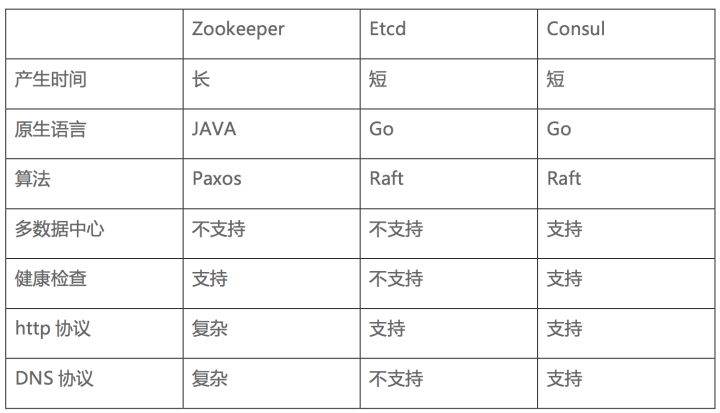 Zookeeper Etcd Consul
产生时间 长 短 短
原生语言 JAVA Go Go
算法 Paxos Raft Raft
多数据中心 不支持 不支持 支持
健康检查 支持 不支持 支持
http 协议 复杂 支持 支持
DNS 协议 复杂 不支持 支持